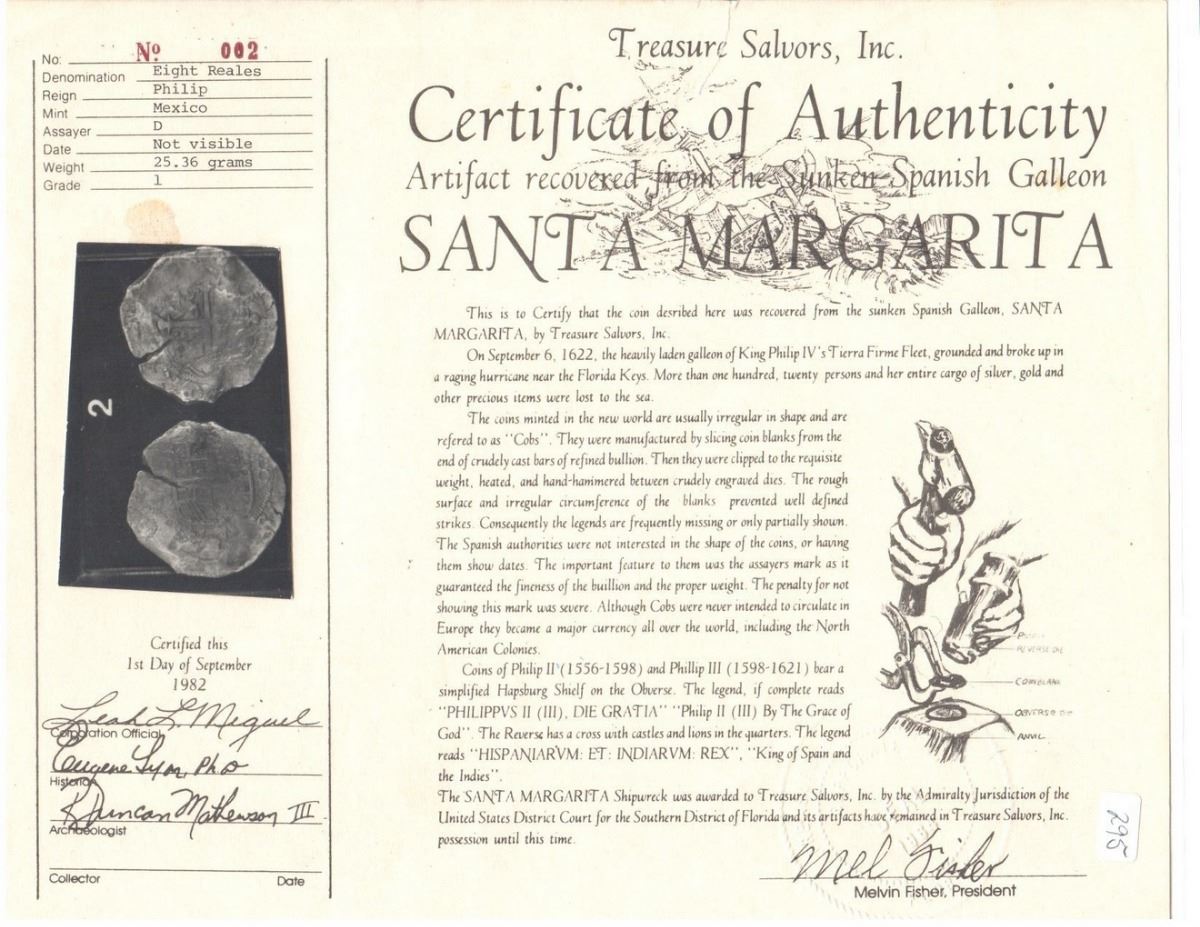 No: Nº 002
Denomination Eight Reales
Reign Philip
Mint Mexico
Assayer D
Date Not visible
Weight 25.36 grams
Grade 1
2
Certified this
1st Day of September
1982
Leah L. Miguel
Corporation Official
Eugene Lyon, PhD
Historian
R. Duncan Mathewson III
Archaeologist
Collector Date
Treasure Salvors, Inc.
Certificate of Authenticity
Artifact recovered from the Sunken Spanish Galleon
SANTA MARGARITA
This is to Certify that the coin desribed here was recovered from the sunken Spanish Galleon, SANTA
MARGARITA, by Treasure Salvors, Inc.
On September 6, 1622, the heavily laden galleon of King Philip IV's Tierra Firme Fleet, grounded and broke up in
a raging hurricane near the Florida Keys. More than one hundred, twenty persons and her entire cargo of silver, gold and
other precious items were lost to the sea.
The coins minted in the new world are usually irregular in shape and are
refered to as "Cobs". They were manufactured by slicing coin blanks from the
end of crudely cast bars of refined bullion. Then they were clipped to the requisite
weight, heated, and hand-hammered between crudely engraved dies. The rough
surface and irregular circumference of the blanks prevented well defined
strikes. Consequently the legends are frequently missing or only partially shown.
The Spanish authorities were not interested in the shape of the coins, or having
them show dates. The important feature to them was the assayers mark as it
guaranteed the fineness of the buillion and the proper weight. The penalty for not
showing this mark was severe. Although Cobs were never intended to circulate in
Europe they became a major currency all over the world, including the North
American Colonies.
Coins of Philip II (1556-1598) and Phillip III (1598-1621) bear a
simplified Hapsburg Shielf on the Obverse. The legend, if complete reads
"PHILIPPVS II (III), DIE GRATIA" "Philip II (III) By The Grace of
God". The Reverse has a cross with castles and lions in the quarters. The legend
reads "HISPANIARVM: ET: INDIARVM: REX", "King of Spain and
the Indies".
The SANTA MARGARITA Shipwreck was awarded to Treasure Salvors, Inc. by the Admiralty Jurisdiction of the
United States District Court for the Southern District of Florida and its artifacts have remained in Treasure Salvors, Inc.
possession until this time.
REVERSE DIE
COIN BLANK
OBVERSE DIE
ANVIL
Mel Fisher
Melvin Fisher, President
295